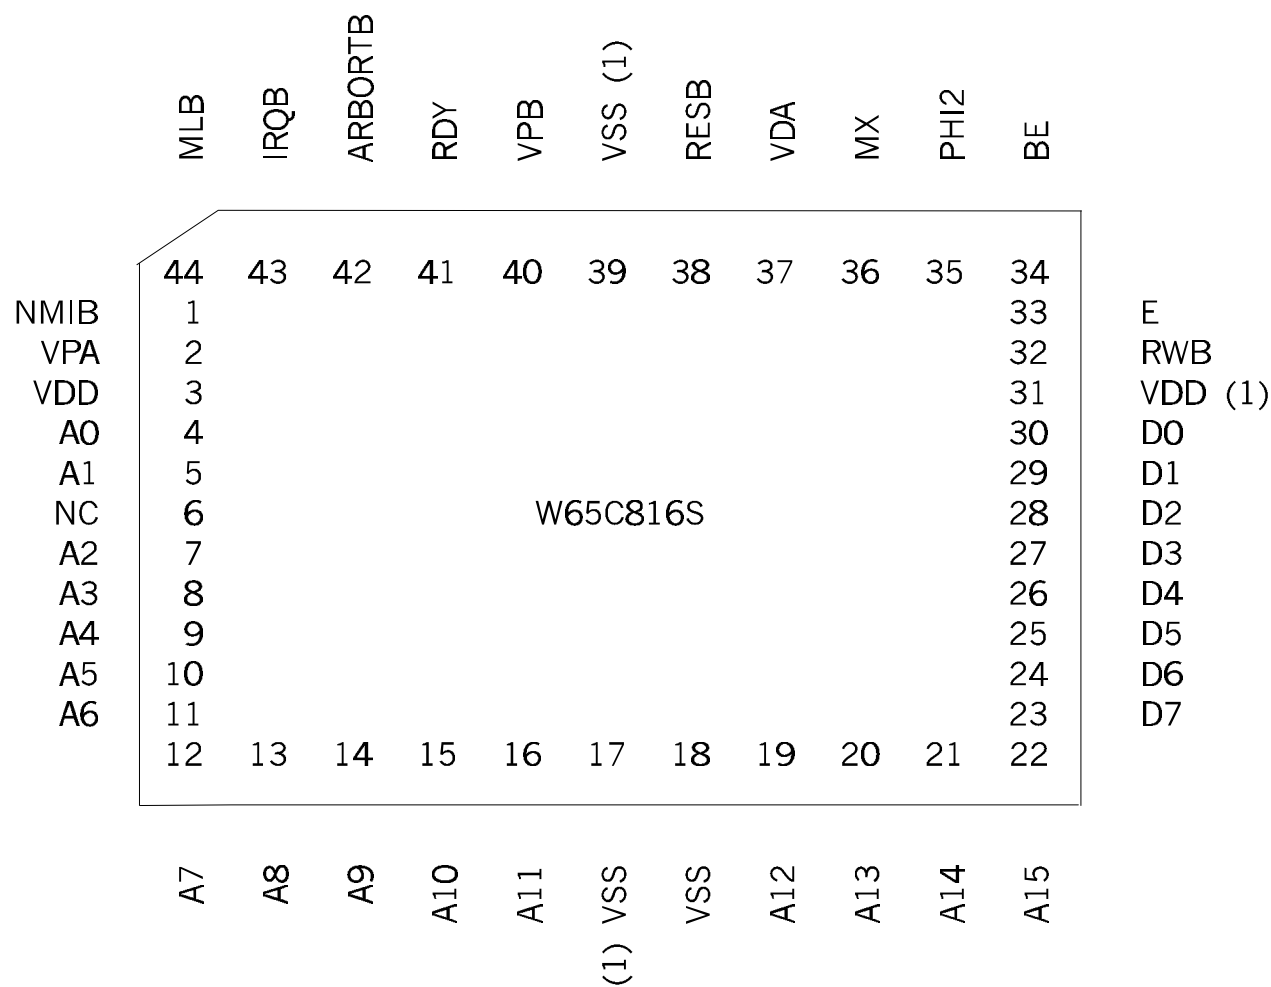 MLB IRQB ARBORTB RDY VPB VSS (1) RESB VDA MX PHI2 BE
44 43 42 41 40 39 38 37 36 35 34
NMIB 1 33 E
VPA 2 32 RWB
VDD 3 31 VDD (1)
A0 4 30 D0
A1 5 29 D1
NC 6 W65C816S 28 D2
A2 7 27 D3
A3 8 26 D4
A4 9 25 D5
A5 10 24 D6
A6 11 23 D7
12 13 14 15 16 17 18 19 20 21 22
A7 A8 A9 A10 A11 (1) VSS VSS A12 A13 A14 A15